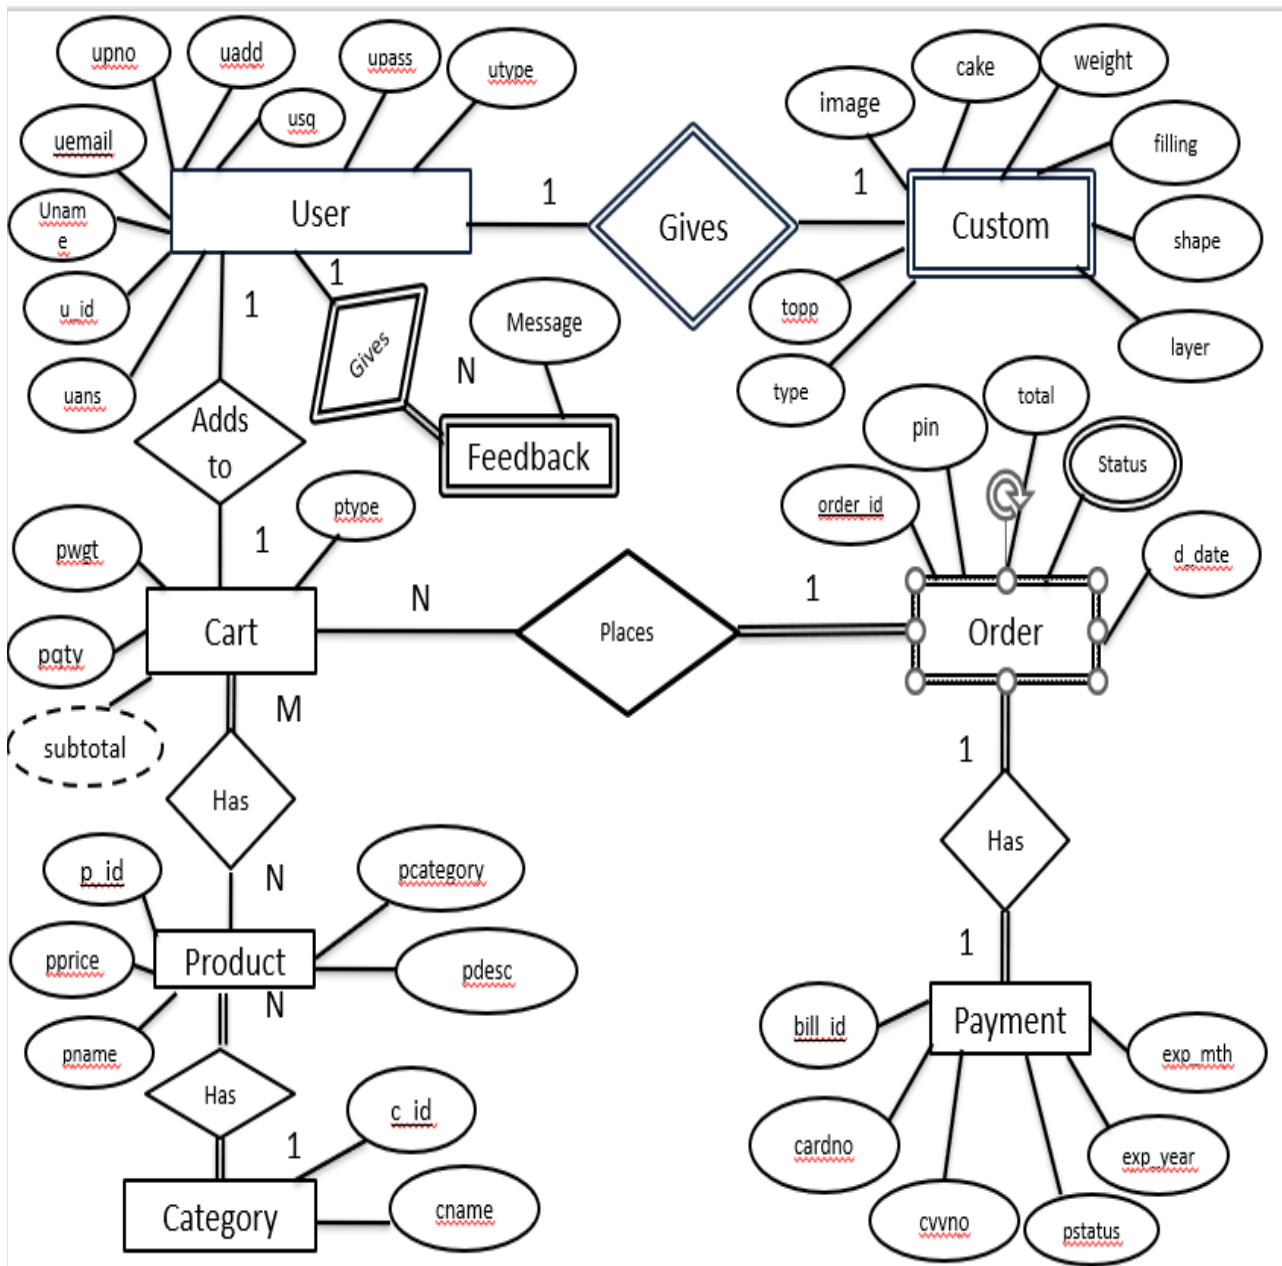 upno
uadd
upass
utype
usq
uemail
Unam
e
u_id
uans
User
1
Gives
1
Custom
image
cake
weight
filling
shape
layer
topp
type
1
Gives
N
Message
Feedback
1
Adds
to
1
ptype
pwgt
pqty
subtotal
Cart
N
Places
1
Order
order_id
pin
total
Status
d_date
M
Has
N
p_id
pprice
pname
Product
pcategory
pdesc
N
Has
1
c_id
cname
Category
1
Has
1
Payment
bill_id
cardno
cvvno
pstatus
exp_year
exp_mth